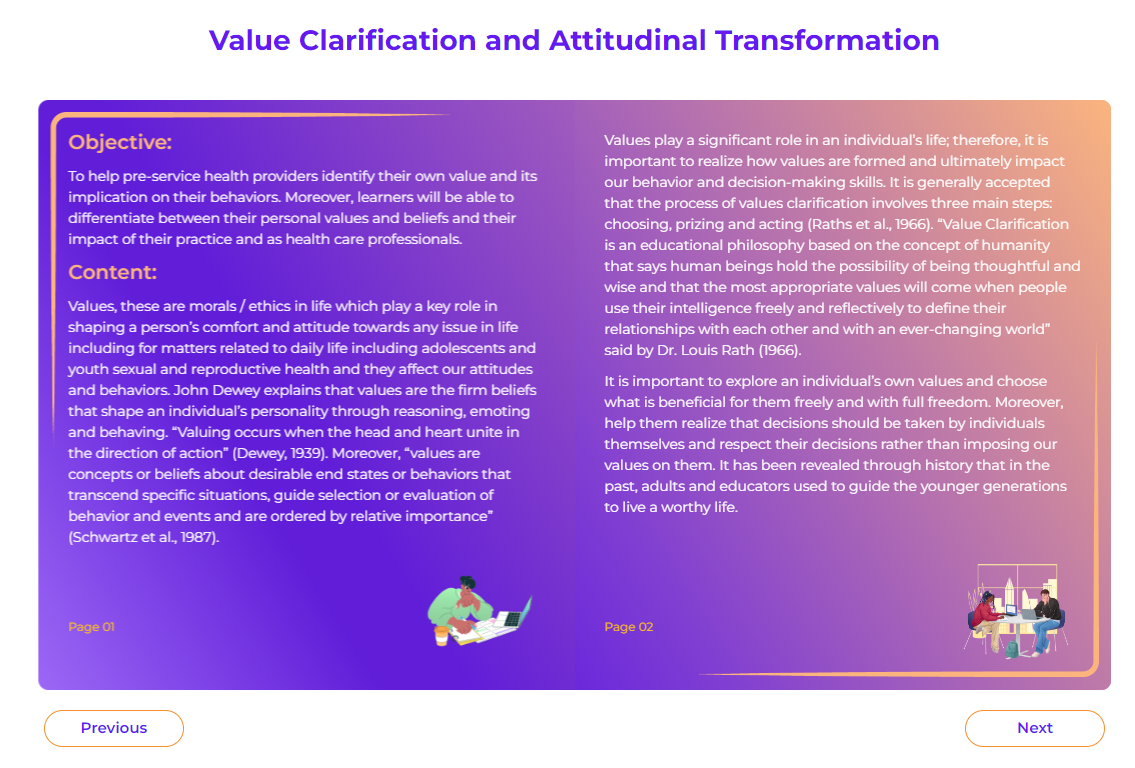 Value Clarification and Attitudinal Transformation
Objective:
To help pre-service health providers identify their own value and its
implication on their behaviors. Moreover, learners will be able to
differentiate between their personal values and beliefs and their
impact of their practice and as health care professionals.
Content:
Values, these are morals / ethics in life which play a key role in
shaping a person's comfort and attitude towards any issue in life
including for matters related to daily life including adolescents and
youth sexual and reproductive health and they affect our attitudes
and behaviors. John Dewey explains that values are the firm beliefs
that shape an individual's personality through reasoning, emoting
and behaving. “Valuing occurs when the head and heart unite in
the direction of action” (Dewey, 1939). Moreover, “values are
concepts or beliefs about desirable end states or behaviors that
transcend specific situations, guide selection or evaluation of
behavior and events and are ordered by relative importance”
(Schwartz et al., 1987).
Page 01
Values play a significant role in an individual's life; therefore, it is
important to realize how values are formed and ultimately impact
our behavior and decision-making skills. It is generally accepted
that the process of values clarification involves three main steps:
choosing, prizing and acting (Raths et al., 1966). “Value Clarification
is an educational philosophy based on the concept of humanity
that says human beings hold the possibility of being thoughtful and
wise and that the most appropriate values will come when people
use their intelligence freely and reflectively to define their
relationships with each other and with an ever-changing world”
said by Dr. Louis Rath (1966).
It is important to explore an individual's own values and choose
what is beneficial for them freely and with full freedom. Moreover,
help them realize that decisions should be taken by individuals
themselves and respect their decisions rather than imposing our
values on them. It has been revealed through history that in the
past, adults and educators used to guide the younger generations
to live a worthy life.
Page 02
Previous
Next